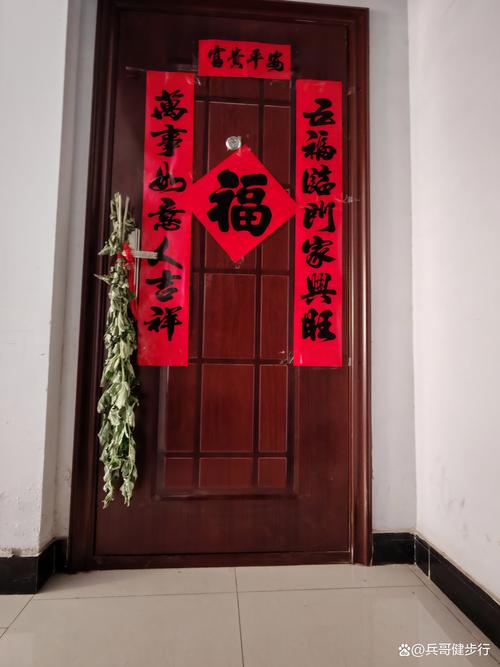 富贵平安
五福臨門家興旺
萬事如意人吉祥
福
@兵哥健步行